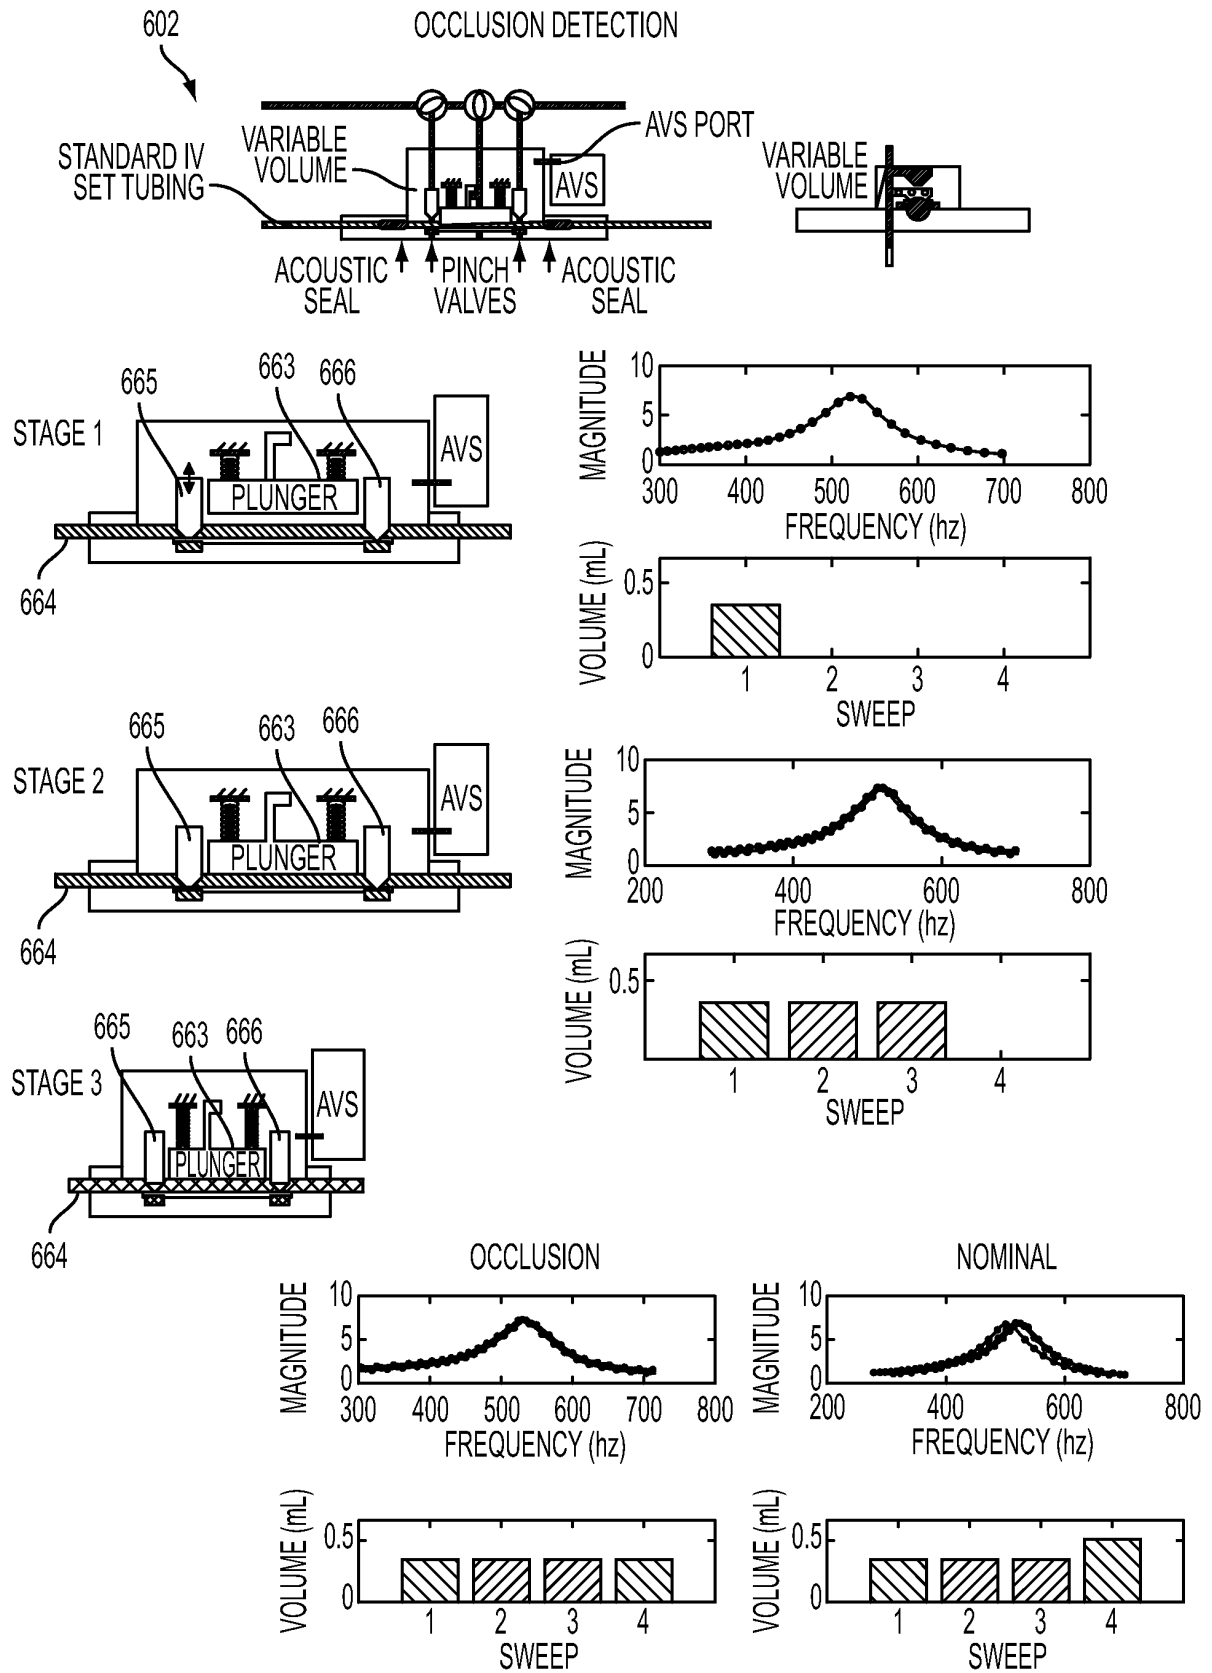 602
OCCLUSION DETECTION
STANDARD IV
SET TUBING
VARIABLE
VOLUME
AVS PORT
AVS
VARIABLE
VOLUME
ACOUSTIC
SEAL
PINCH
VALVES
ACOUSTIC
SEAL
STAGE 1
665
663
666
AVS
PLUNGER
664
MAGNITUDE
10
5
0
300 400 500 600 700 800
FREQUENCY (hz)
VOLUME (mL)
0.5
0
1 2 3 4
SWEEP
STAGE 2
665
663
666
AVS
PLUNGER
664
MAGNITUDE
10
5
0
200 400 600 800
FREQUENCY (hz)
VOLUME (mL)
0.5
1 2 3 4
SWEEP
STAGE 3
665
663
666
AVS
PLUNGER
664
OCCLUSION
MAGNITUDE
10
5
0
300 400 500 600 700 800
FREQUENCY (hz)
VOLUME (mL)
0.5
0
1 2 3 4
SWEEP
NOMINAL
MAGNITUDE
10
5
0
200 400 600 800
FREQUENCY (hz)
VOLUME (mL)
0.5
0
1 2 3 4
SWEEP